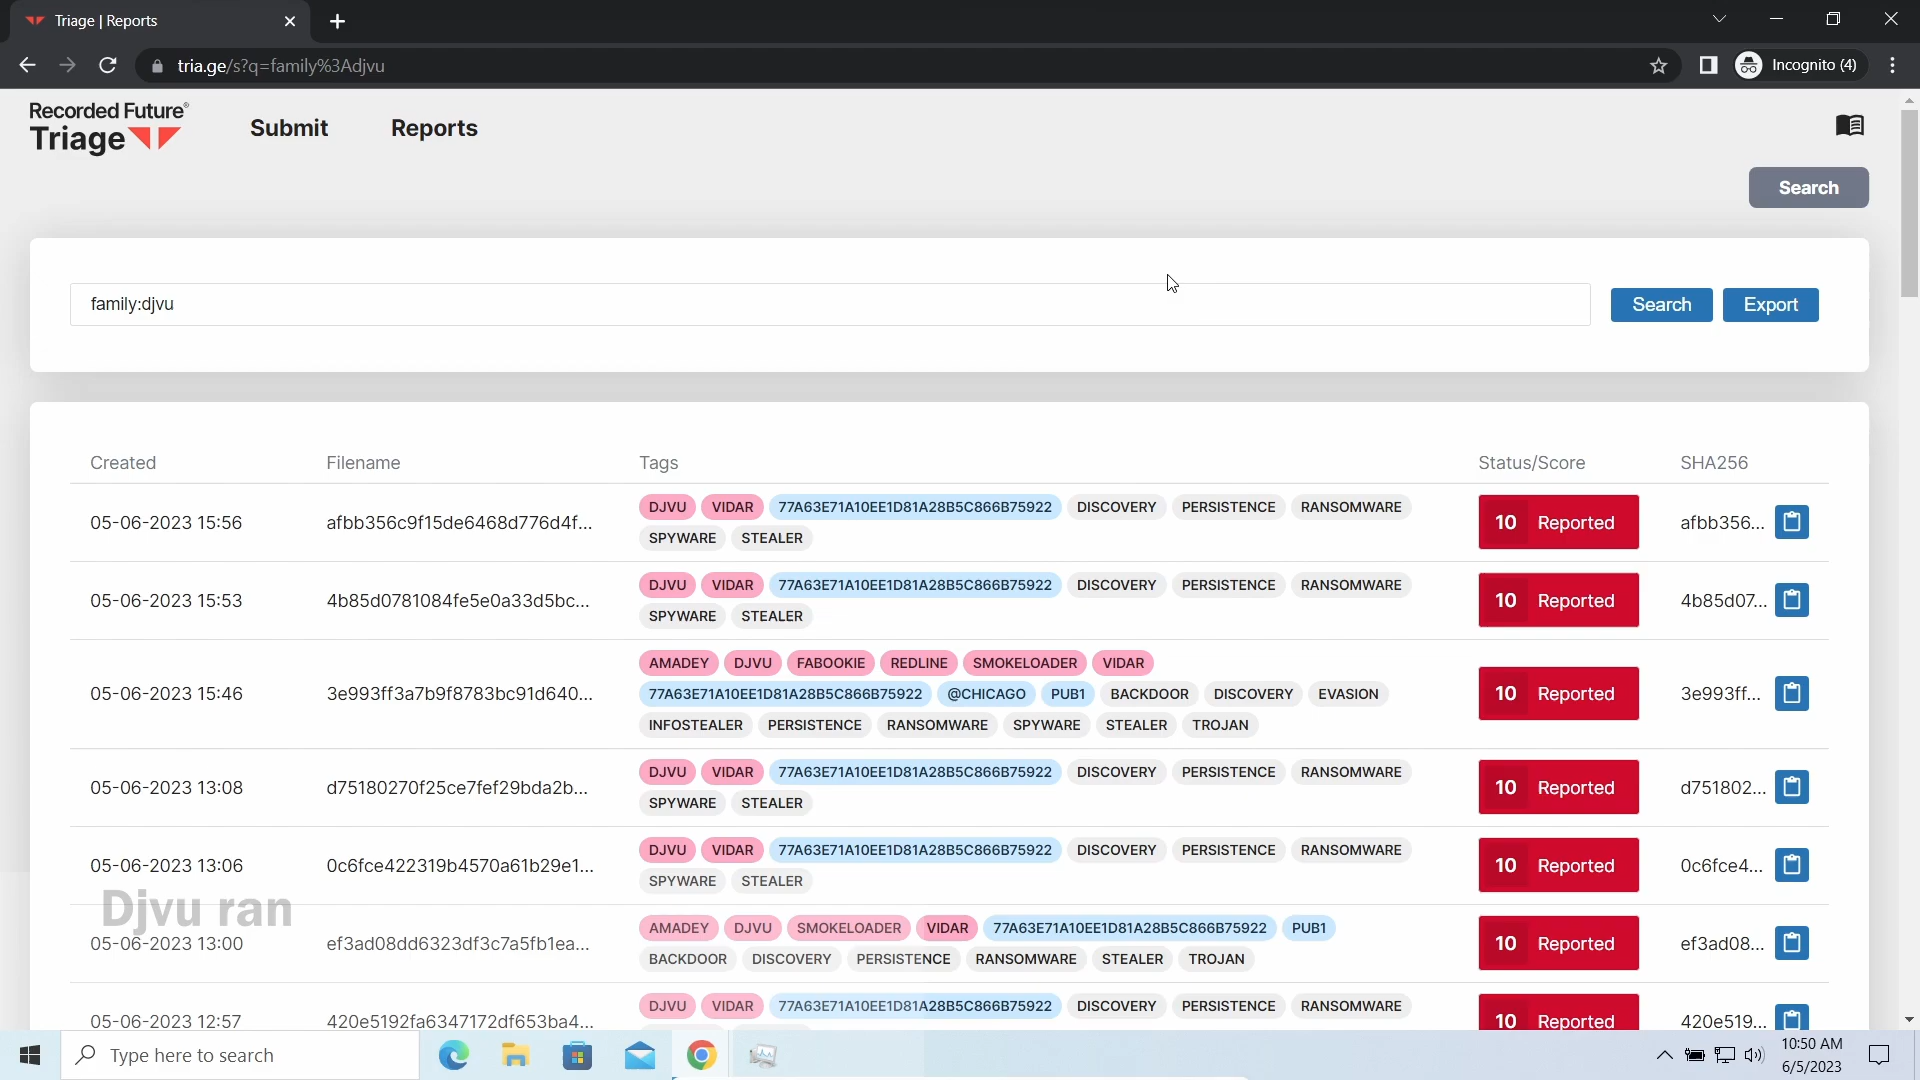 Triage | Reports
tria.ge/s?q=family%3Adjvu
Incognito (4)
Recorded Future®
Triage
Submit
Reports
Search
family:djvu
Search
Export
Created Filename Tags Status/Score SHA256
05-06-2023 15:56 afbb356c9f15de6468d776d4f... DJVU VIDAR 77A63E71A10EE1D81A28B5C866B75922 DISCOVERY PERSISTENCE RANSOMWARE 10 Reported afbb356...
SPYWARE STEALER
05-06-2023 15:53 4b85d0781084fe5e0a33d5bc... DJVU VIDAR 77A63E71A10EE1D81A28B5C866B75922 DISCOVERY PERSISTENCE RANSOMWARE 10 Reported 4b85d07...
SPYWARE STEALER
AMADEY DJVU FABOOKIE REDLINE SMOKELOADER VIDAR
05-06-2023 15:46 3e993ff3a7b9f8783bc91d640... 77A63E71A10EE1D81A28B5C866B75922 @CHICAGO PUB1 BACKDOOR DISCOVERY EVASION 10 Reported 3e993ff...
INFOSTEALER PERSISTENCE RANSOMWARE SPYWARE STEALER TROJAN
05-06-2023 13:08 d75180270f25ce7fef29bda2b... DJVU VIDAR 77A63E71A10EE1D81A28B5C866B75922 DISCOVERY PERSISTENCE RANSOMWARE 10 Reported d751802...
SPYWARE STEALER
05-06-2023 13:06 0c6fce422319b4570a61b29e1... DJVU VIDAR 77A63E71A10EE1D81A28B5C866B75922 DISCOVERY PERSISTENCE RANSOMWARE 10 Reported 0c6fce4...
SPYWARE STEALER
Djvu ran
05-06-2023 13:00 ef3ad08dd6323df3c7a5fb1ea... AMADEY DJVU SMOKELOADER VIDAR 77A63E71A10EE1D81A28B5C866B75922 PUB1 10 Reported ef3ad08...
BACKDOOR DISCOVERY PERSISTENCE RANSOMWARE STEALER TROJAN
05-06-2023 12:57 420e5192fa6347172df653ba4... DJVU VIDAR 77A63E71A10EE1D81A28B5C866B75922 DISCOVERY PERSISTENCE RANSOMWARE 10 Reported 420e519...
Type here to search
10:50 AM
6/5/2023